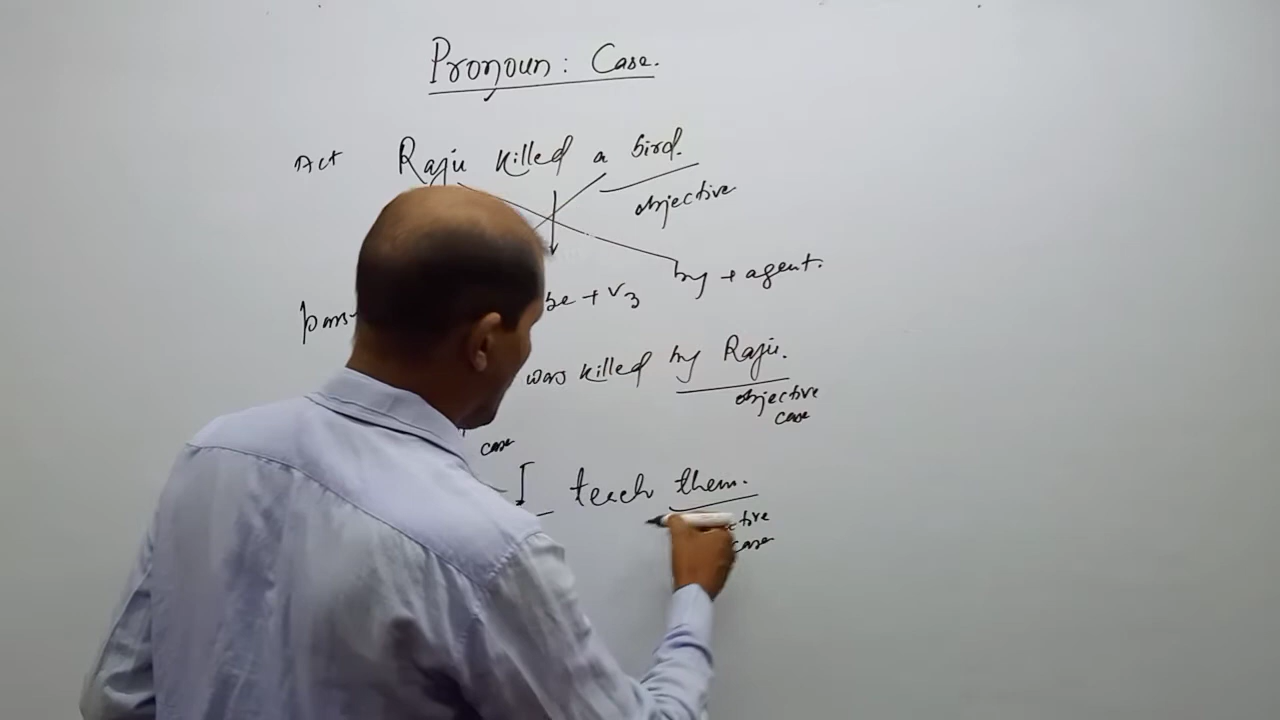 Pronoun: Case.
Act Raju killed a bird.
objective
by + agent.
be + V3
was killed by Raju.
objective
case
case
I teach them.
case